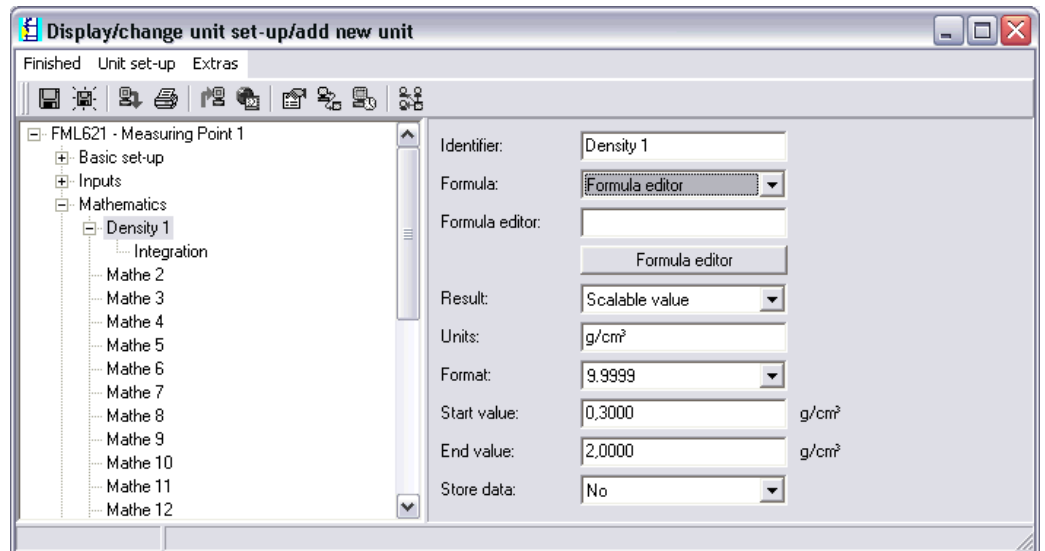 Display/change unit set-up/add new unit
Finished Unit set-up Extras
FML621 - Measuring Point 1
Basic set-up
Inputs
Mathematics
Density 1
Integration
Mathe 2
Mathe 3
Mathe 4
Mathe 5
Mathe 6
Mathe 7
Mathe 8
Mathe 9
Mathe 10
Mathe 11
Mathe 12
Identifier: Density 1
Formula: Formula editor
Formula editor:
Formula editor
Result: Scalable value
Units: g/cm³
Format: 9.9999
Start value: 0,3000 g/cm³
End value: 2,0000 g/cm³
Store data: No